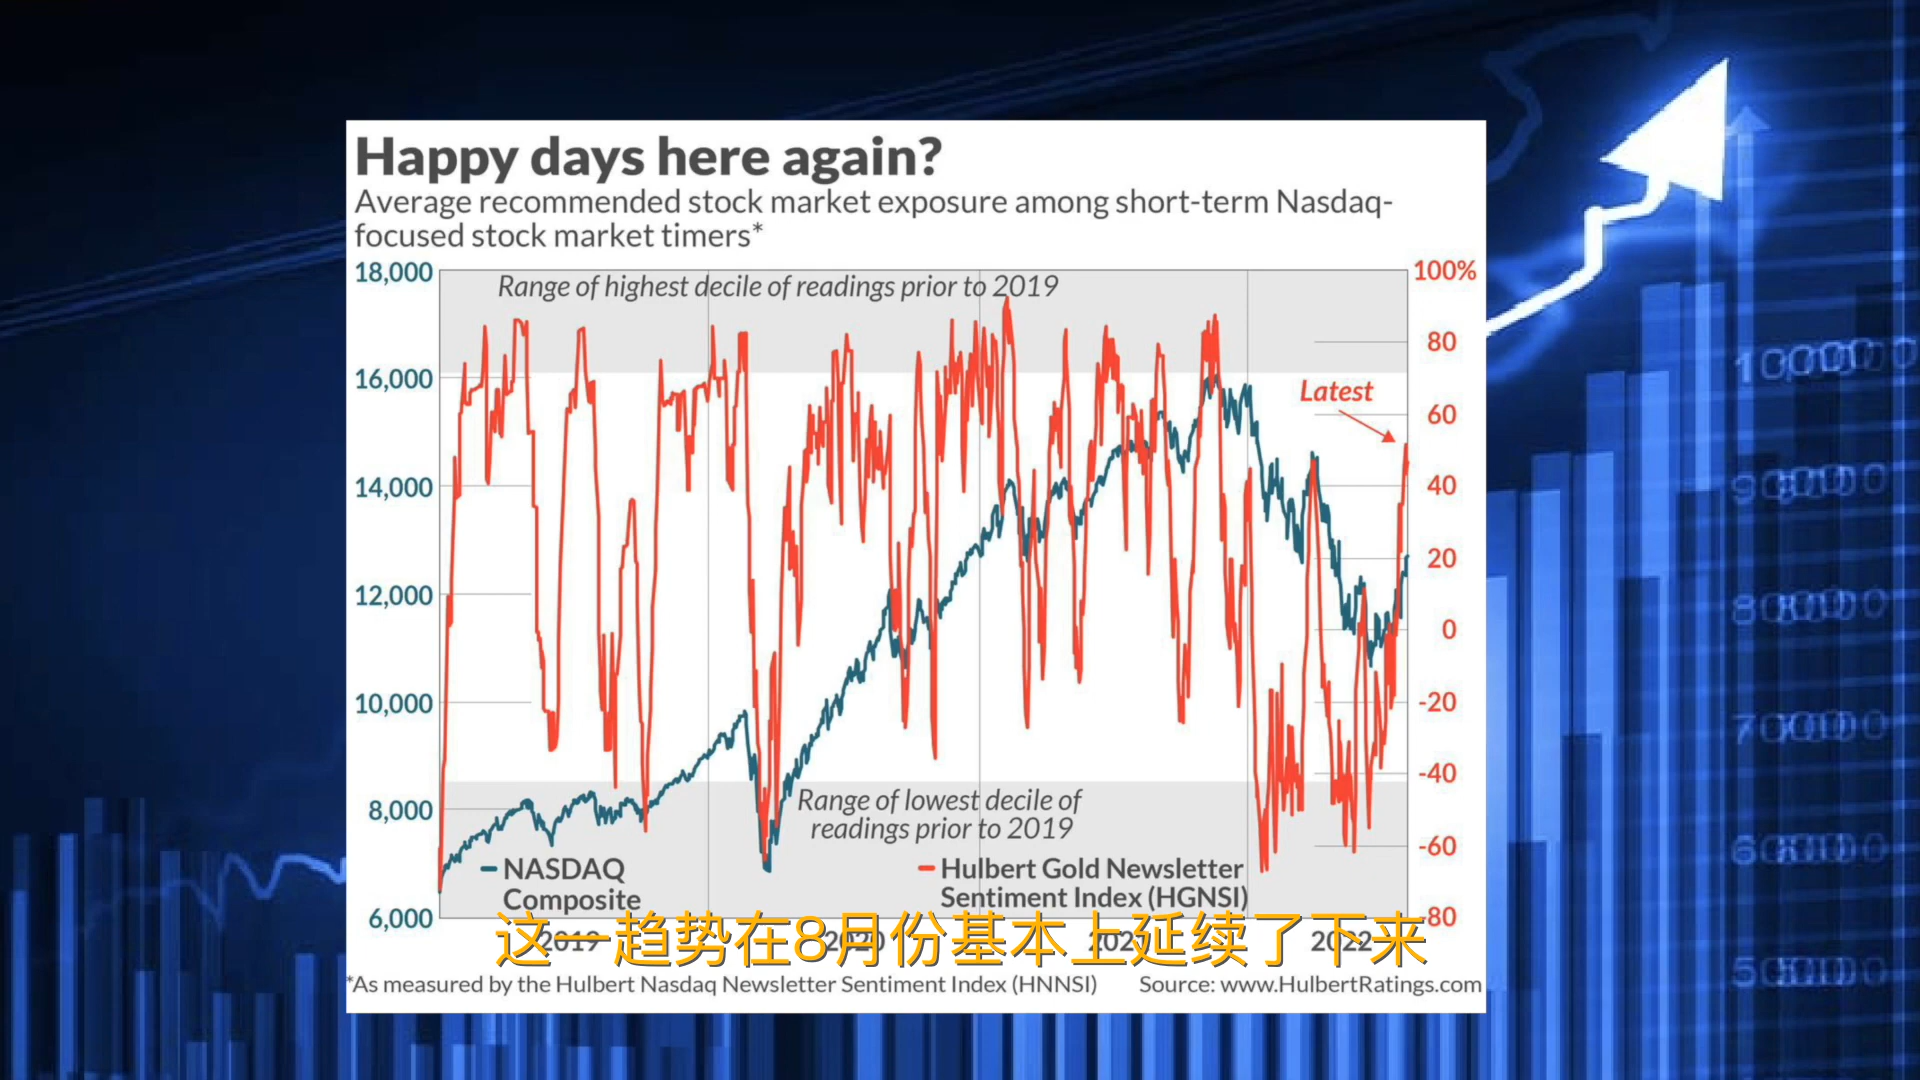 Happy days here again?
Average recommended stock market exposure among short-term Nasdaq-
focused stock market timers*
18,000
16,000
14,000
12,000
10,000
8,000
6,000
Range of highest decile of readings prior to 2019
100%
80
60
40
20
0
-20
-40
-60
-80
Latest
Range of lowest decile of
readings prior to 2019
NASDAQ
Composite
Hulbert Gold Newsletter
Sentiment Index (HGNSI)
2019
2022
这一趋势在8月份基本上延续了下来
*As measured by the Hulbert Nasdaq Newsletter Sentiment Index (HNNSI)
Source: www.HulbertRatings.com